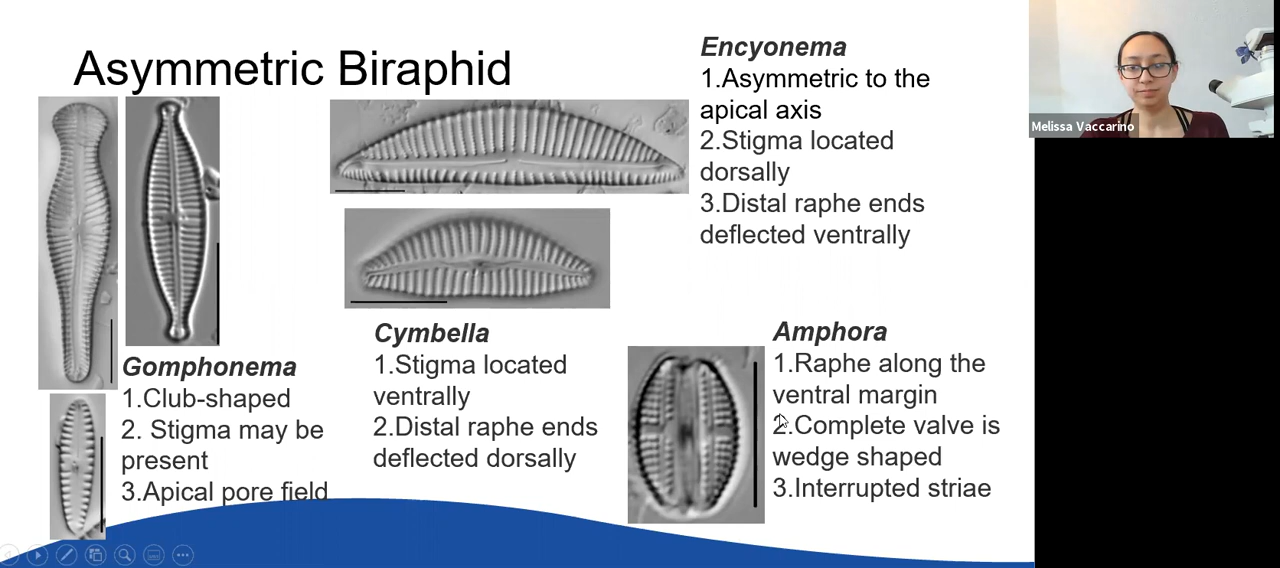 Asymmetric Biraphid
Encyonema
1.Asymmetric to the
apical axis
2.Stigma located
dorsally
3.Distal raphe ends
deflected ventrally
Melissa Vaccarino
Gomphonema
1.Club-shaped
2. Stigma may be
present
3.Apical pore field
Cymbella
1.Stigma located
ventrally
2.Distal raphe ends
deflected dorsally
Amphora
1.Raphe along the
ventral margin
2.Complete valve is
wedge shaped
3.Interrupted striae